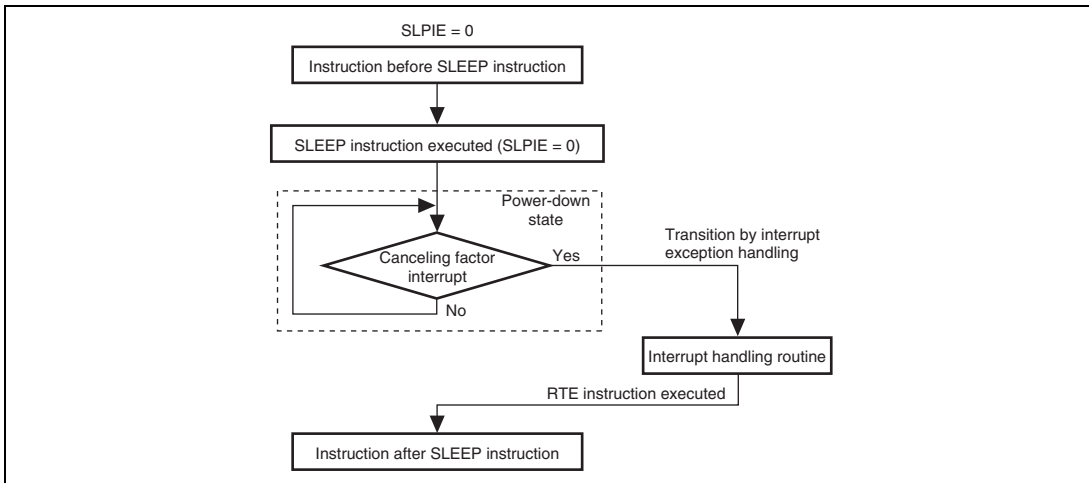 SLPIE = 0
Instruction before SLEEP instruction
SLEEP instruction executed (SLPIE = 0)
Power-down
state
Canceling factor
interrupt
Yes
No
Transition by interrupt
exception handling
Interrupt handling routine
RTE instruction executed
Instruction after SLEEP instruction